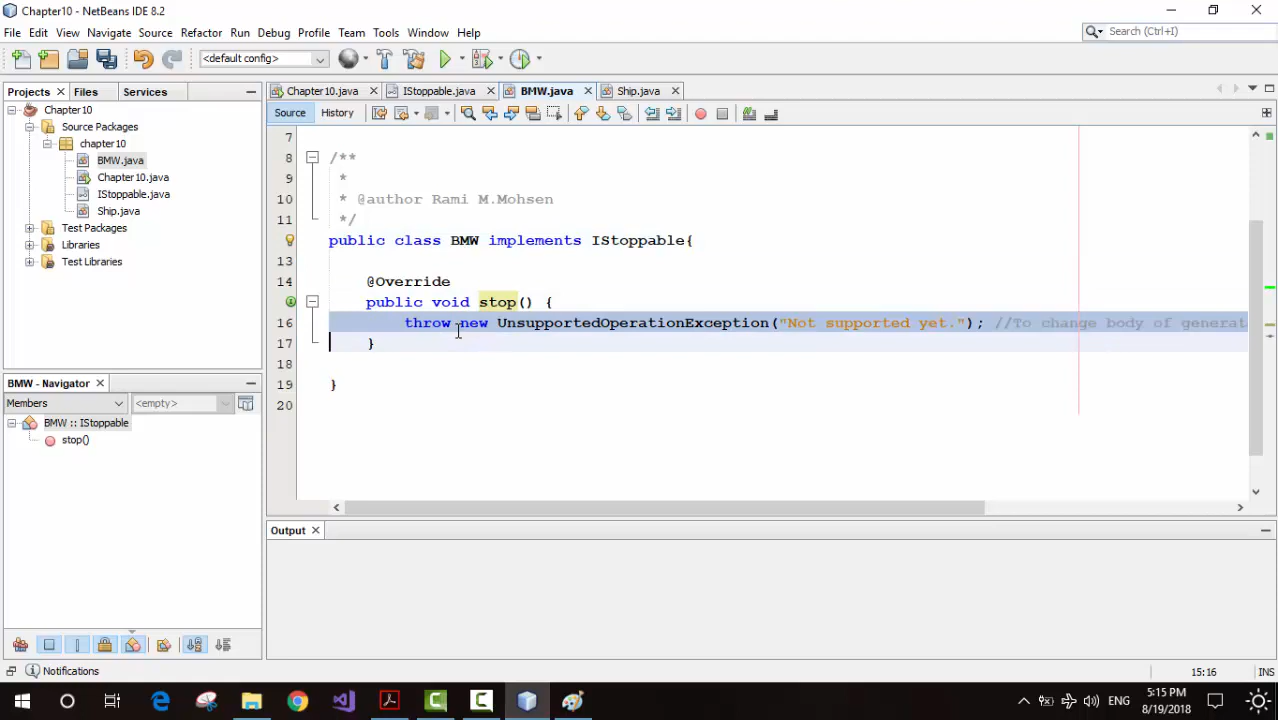 Chapter10 - NetBeans IDE 8.2
File Edit View Navigate Source Refactor Run Debug Profile Team Tools Window Help
Search (Ctrl+I)
<default config>
Projects Files Services
Chapter10
Source Packages
chapter10
BMW.java
Chapter10.java
IStoppable.java
Ship.java
Test Packages
Libraries
Test Libraries
BMW - Navigator
Members <empty>
BMW :: IStoppable
stop()
Chapter10.java IStoppable.java BMW.java Ship.java
Source History
7
8 /**
9 *
10 * @author Rami M.Mohsen
11 */
public class BMW implements IStoppable{
13
14 @Override
public void stop() {
16 throw new UnsupportedOperationException("Not supported yet."); //To change body of generat
17 }
18
19 }
20
Output
Notifications
15:16 INS
ENG
5:15 PM
8/19/2018